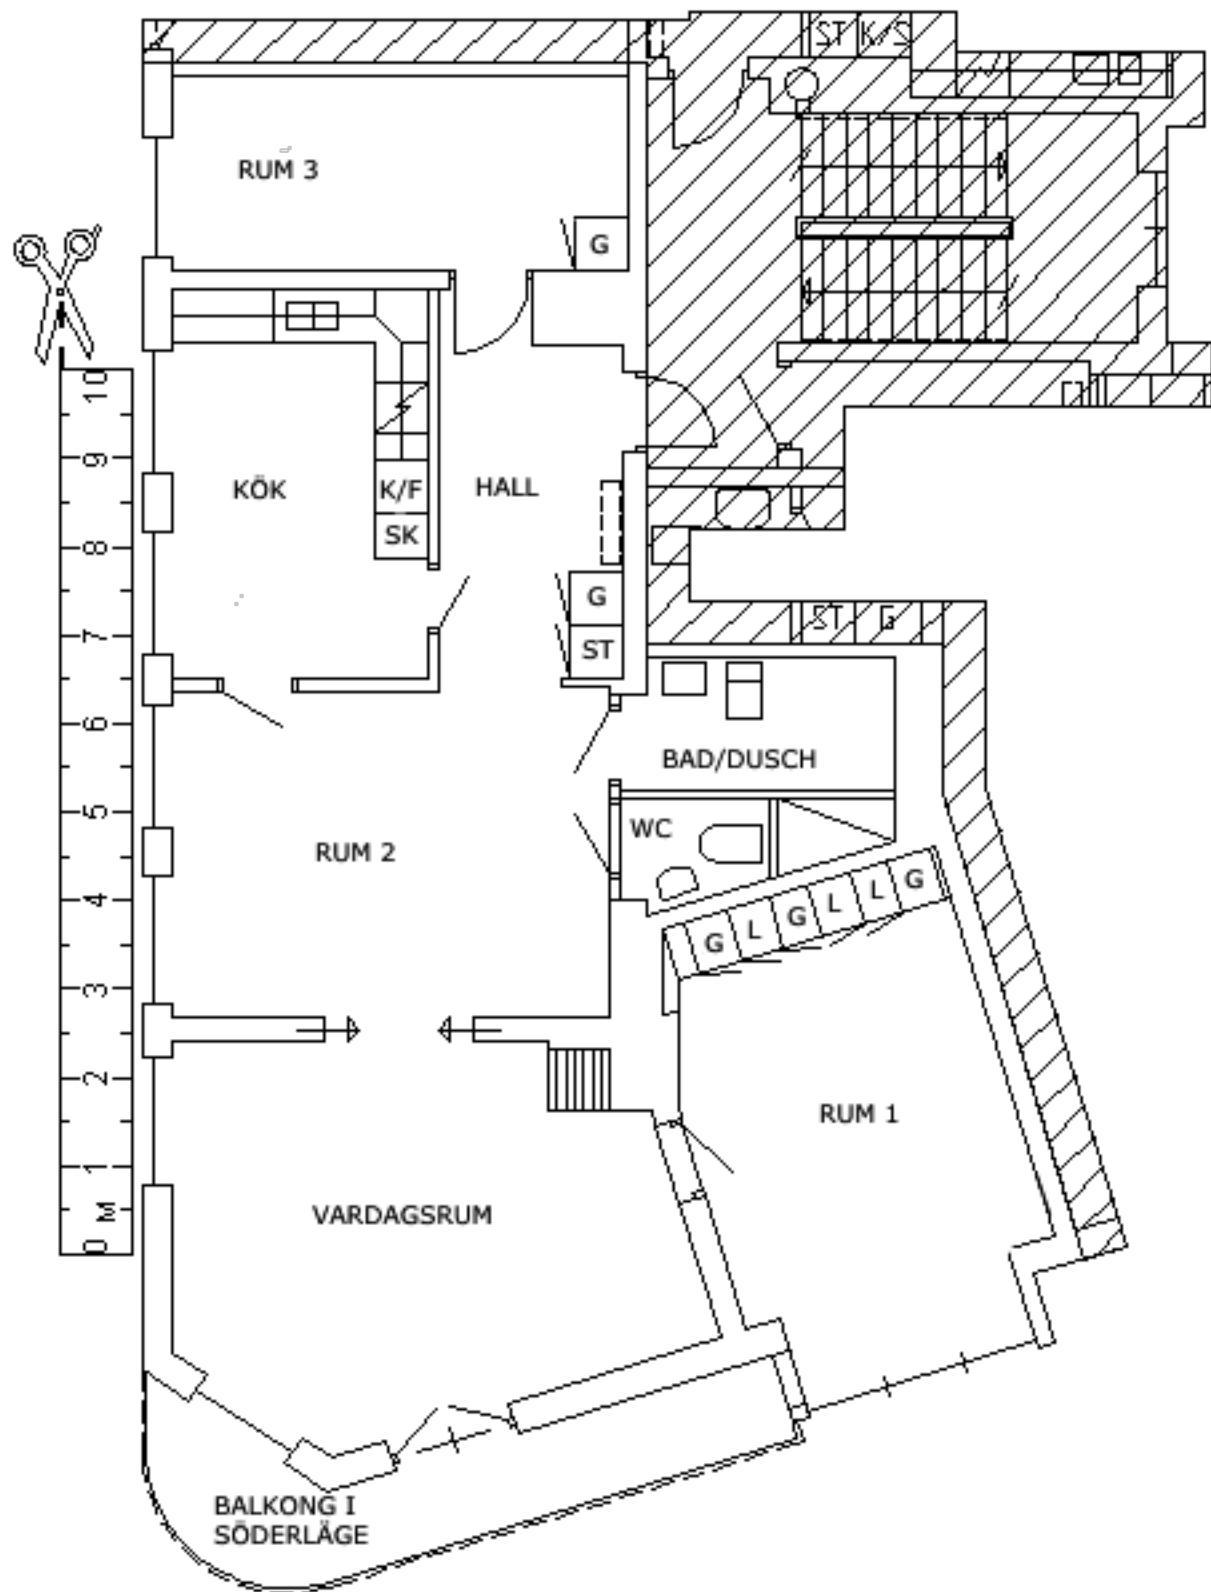 ST K/S
RUM 3
G
10
9
KÖK
K/F
HALL
SK
8
G
ST G
7
ST
6
BAD/DUSCH
5
WC
RUM 2
4
G L G L L G
3
2
RUM 1
1
VARDAGSRUM
M
0
BALKONG I
SÖDERLÄGE